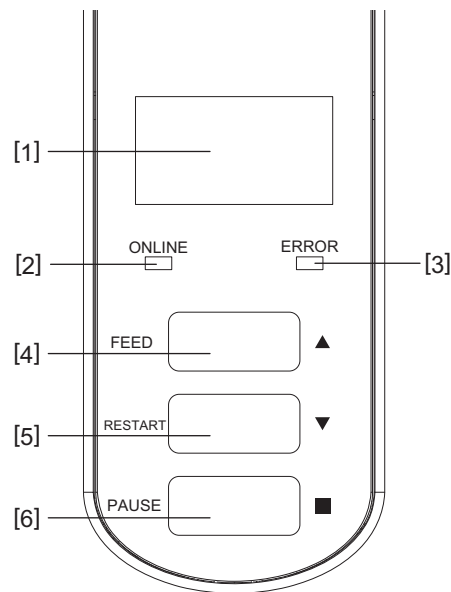 [1]
ONLINE ERROR
[2] [3]
FEED ▲
[4]
RESTART ▼
[5]
PAUSE ■
[6]